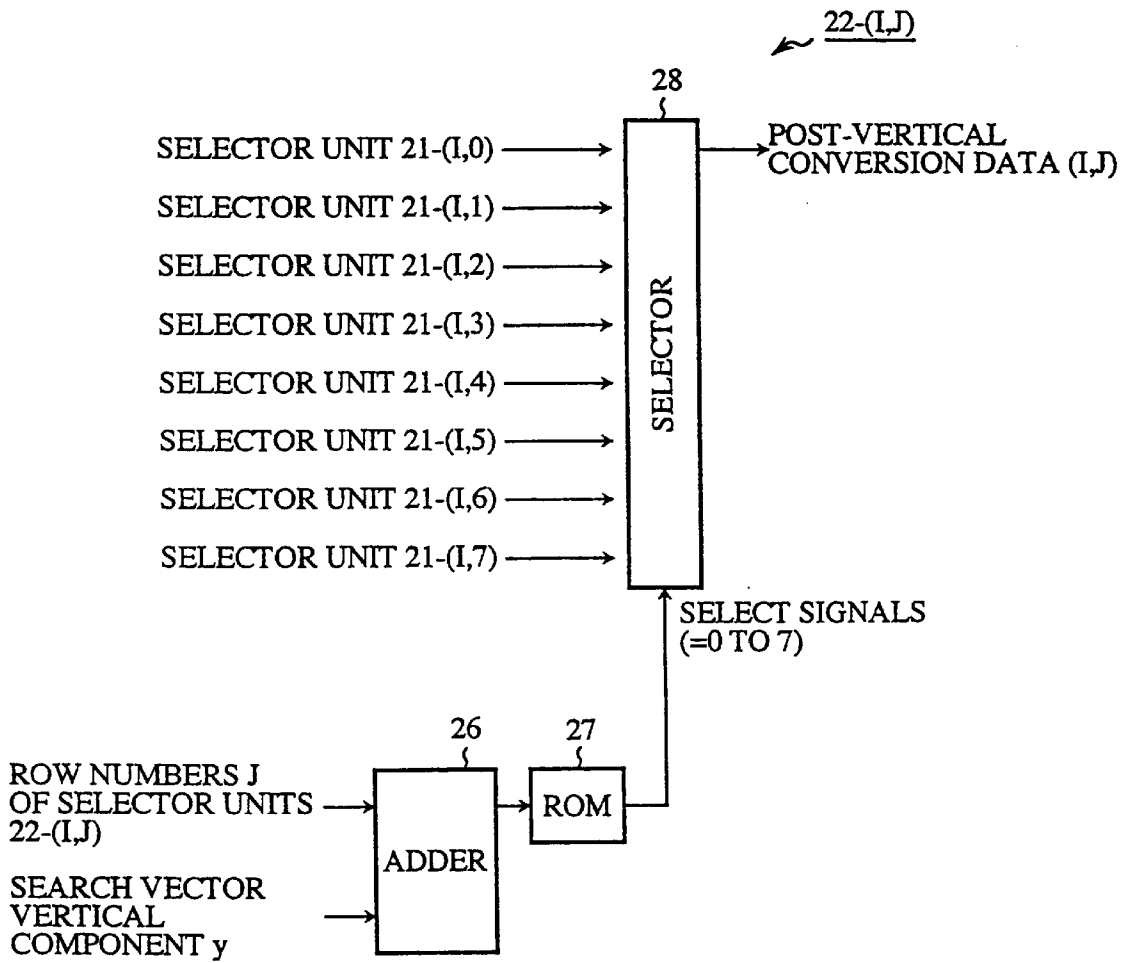 22-(I,J)
28
SELECTOR UNIT 21-(I,0)
SELECTOR UNIT 21-(I,1)
SELECTOR UNIT 21-(I,2)
SELECTOR UNIT 21-(I,3)
SELECTOR UNIT 21-(I,4)
SELECTOR UNIT 21-(I,5)
SELECTOR UNIT 21-(I,6)
SELECTOR UNIT 21-(I,7)
SELECTOR
POST-VERTICAL
CONVERSION DATA (I,J)
SELECT SIGNALS
(=0 TO 7)
26
27
ROW NUMBERS J
OF SELECTOR UNITS
22-(I,J)
SEARCH VECTOR
VERTICAL
COMPONENT y
ADDER
ROM